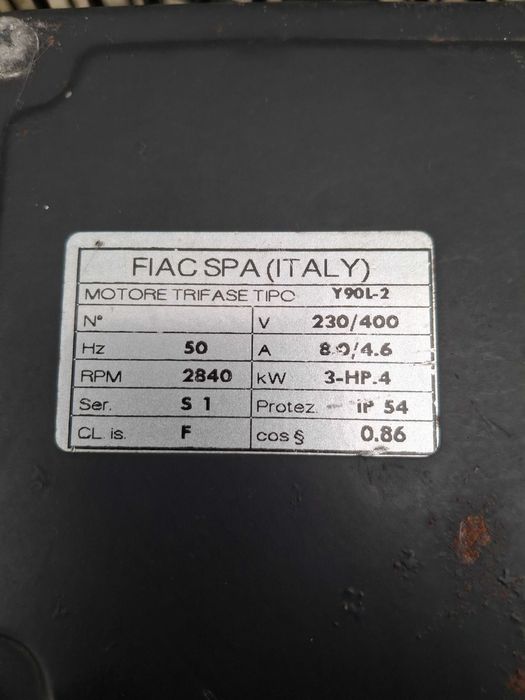 FIAC SPA (ITALY)
MOTORE TRIFASE TIPO Y90L-2
N° V 230/400
Hz 50 A 8.0/4.6
RPM 2840 kW 3-HP.4
Ser. S 1 Protez. IP 54
CL is. F cos § 0.86